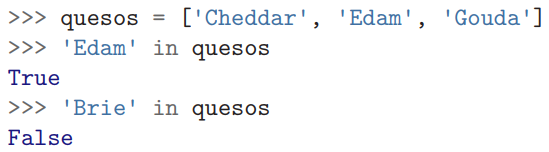 >>> quesos = ['Cheddar', 'Edam', 'Gouda']
>>> 'Edam' in quesos
True
>>> 'Brie' in quesos
False